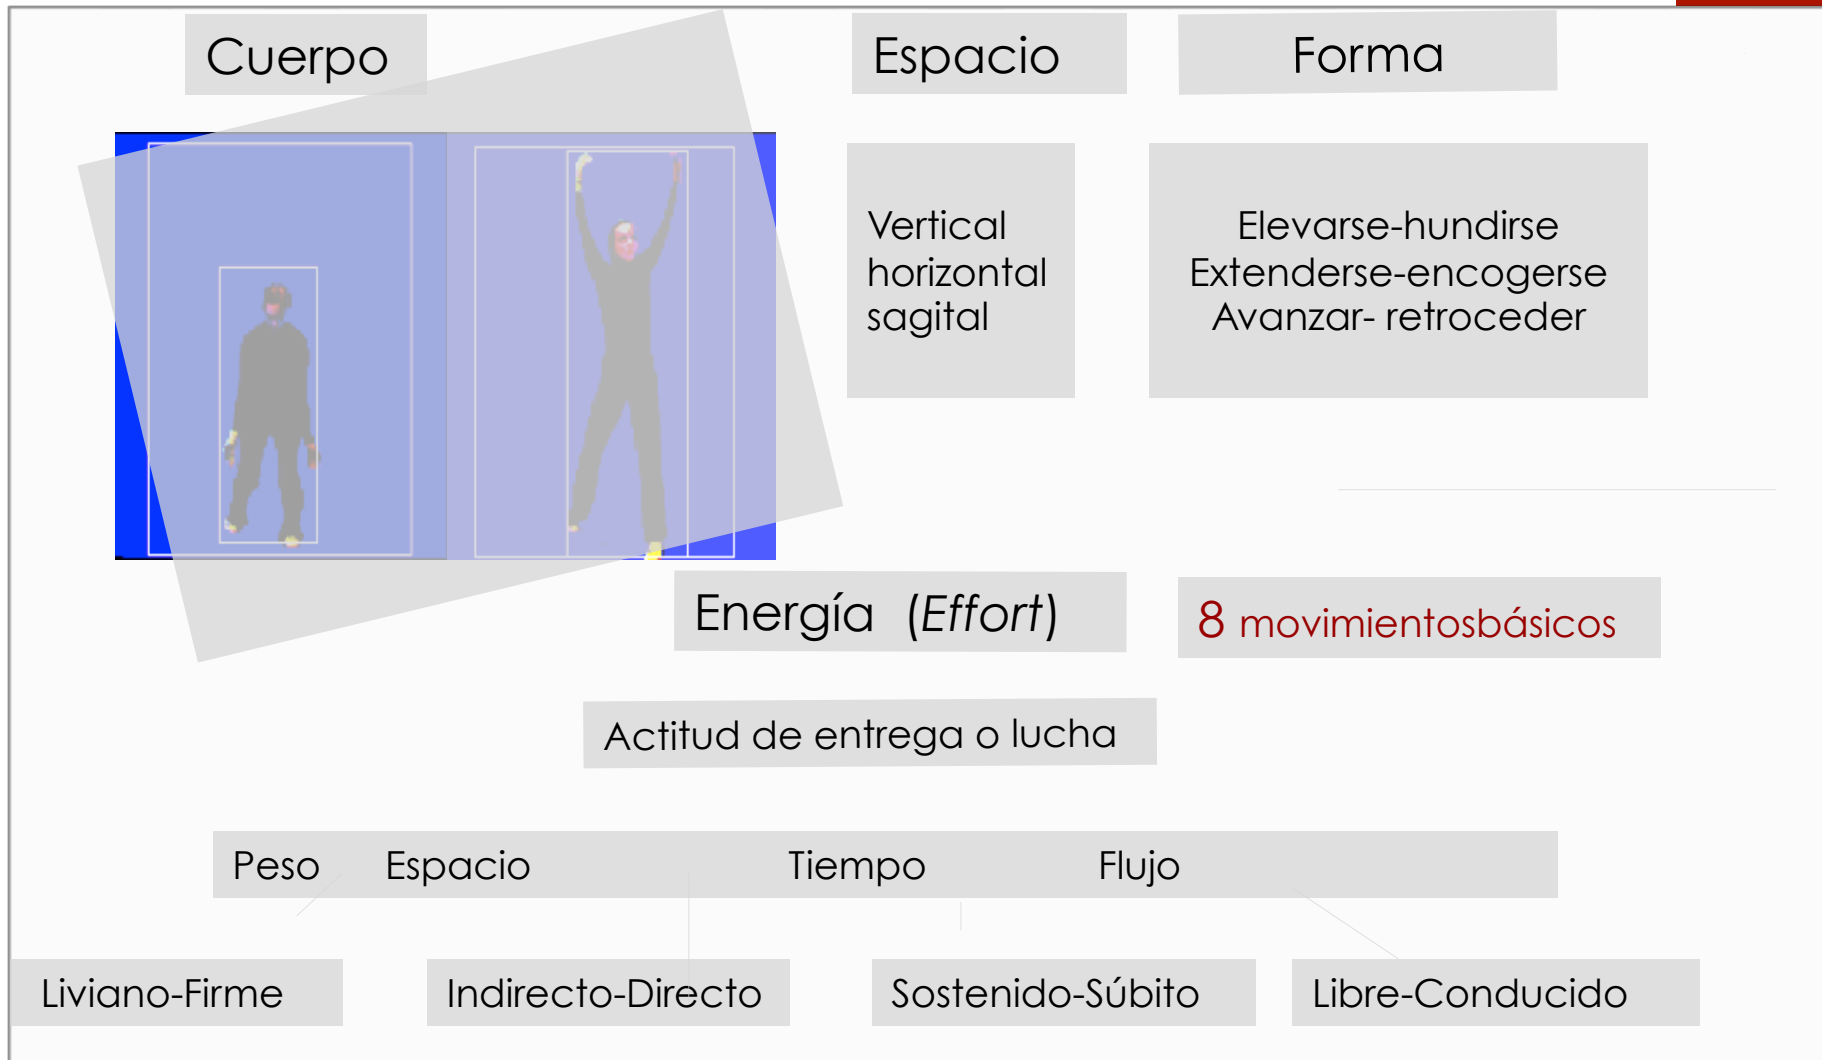 Cuerpo
Espacio
Forma
Vertical
horizontal
sagital
Elevarse-hundirse
Extenderse-encogerse
Avanzar- retroceder
Energía (Effort)
8 movimientosbásicos
Actitud de entrega o lucha
Peso Espacio Tiempo Flujo
Liviano-Firme
Indirecto-Directo
Sostenido-Súbito
Libre-Conducido